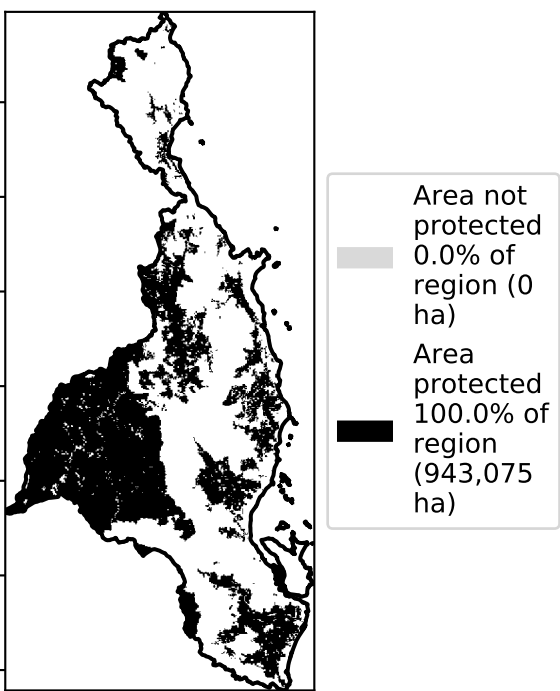 Area not
protected
0.0% of
region (0
ha)
Area
protected
100.0% of
region
(943,075
ha)